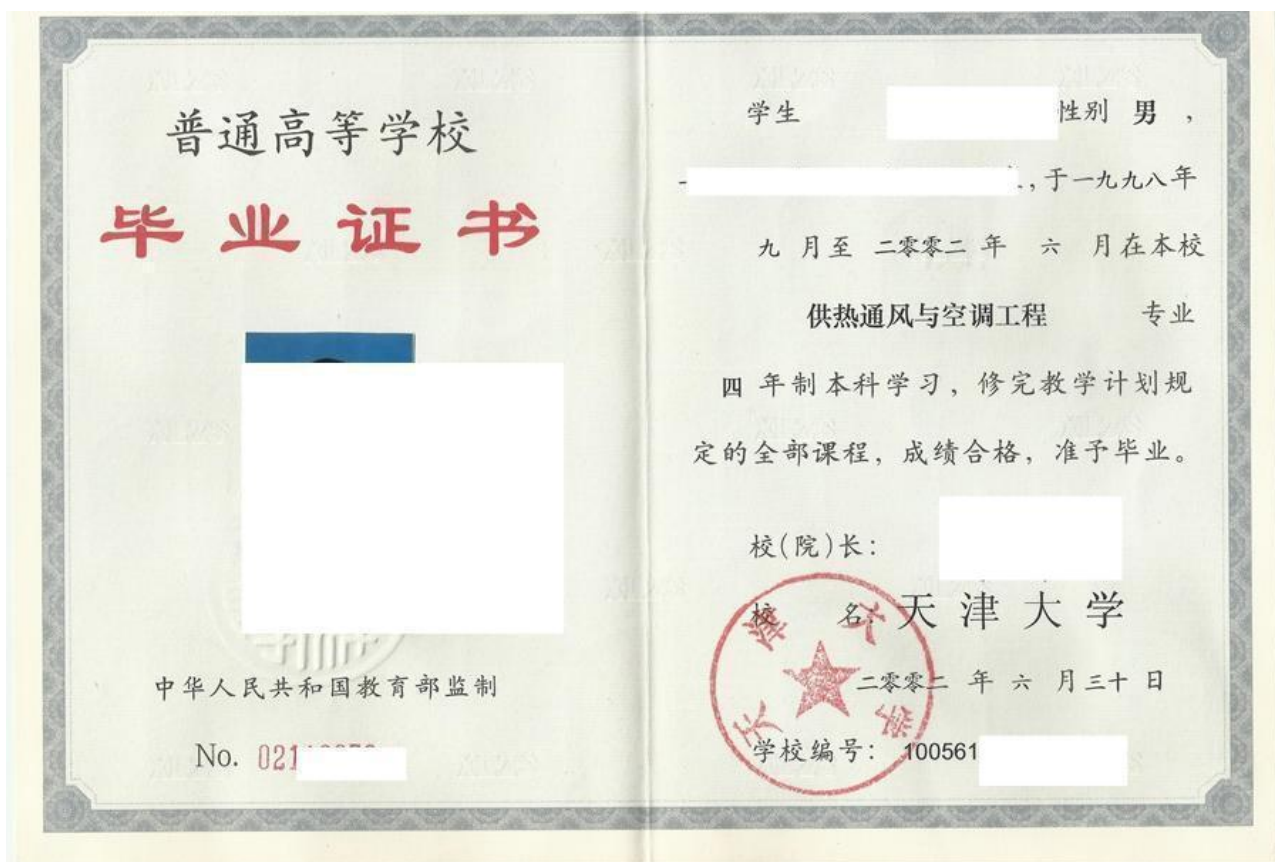 普通高等学校
毕业证书
中华人民共和国教育部监制
No. 021
学生 性别 男 ,
,于一九九八年
九 月至 二零零二 年 六 月在本校
供热通风与空调工程 专业
四 年制本科学习，修完教学计划规
定的全部课程，成绩合格，准予毕业。
校(院)长：
校 名: 天津大学
二零零二 年 六 月三十 日
学校编号： 100561
天津大学